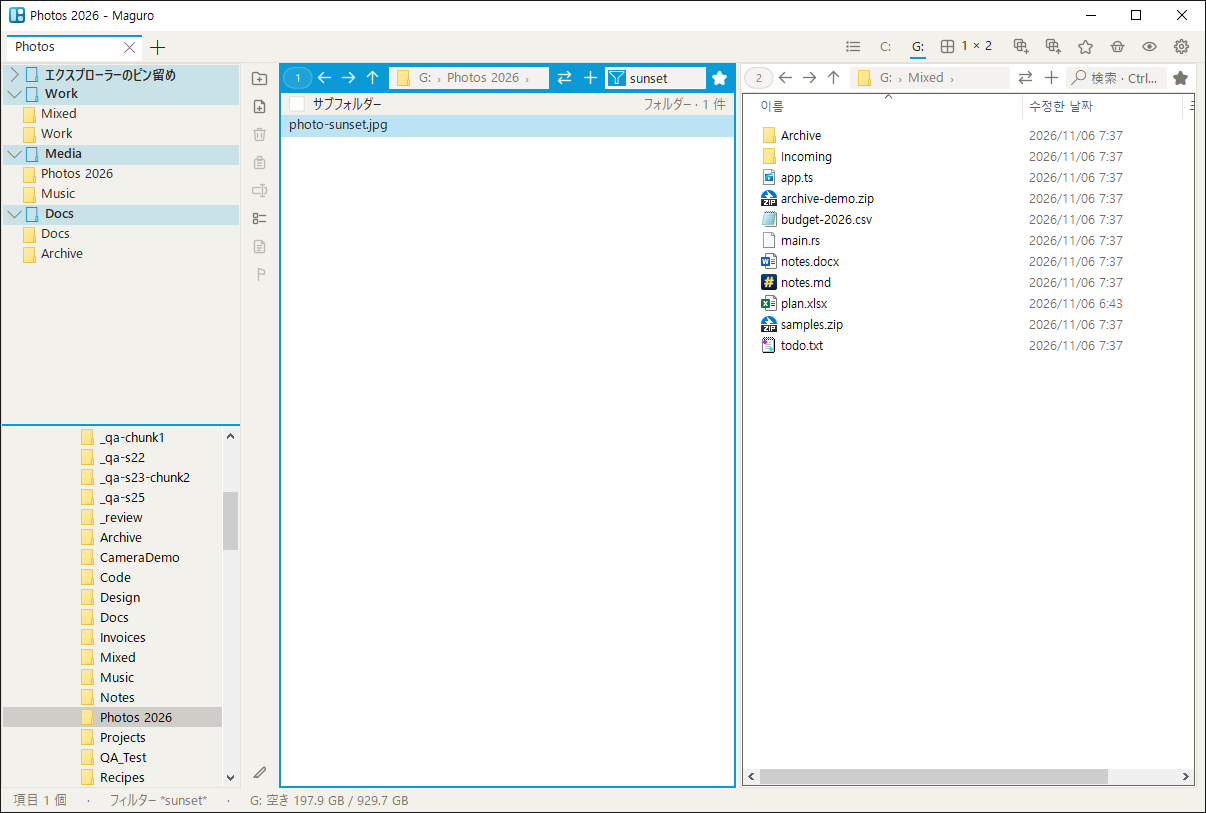 Photos 2026 - Maguro
Photos
C:
G:
1 × 2
エクスプローラーのピン留め
Work
Mixed
Work
Media
Photos 2026
Music
Docs
Docs
Archive
_qa-chunk1
_qa-s22
_qa-s23-chunk2
_qa-s25
_review
Archive
CameraDemo
Code
Design
Docs
Invoices
Mixed
Music
Notes
Photos 2026
Projects
QA_Test
Recipes
1
G: › Photos 2026 ›
sunset
サブフォルダー
フォルダー · 1 件
photo-sunset.jpg
2
G: › Mixed ›
検索 · Ctrl...
이름 수정한 날짜
Archive 2026/11/06 7:37
Incoming 2026/11/06 7:37
app.ts 2026/11/06 7:37
archive-demo.zip 2026/11/06 7:37
budget-2026.csv 2026/11/06 7:37
main.rs 2026/11/06 7:37
notes.docx 2026/11/06 7:37
notes.md 2026/11/06 7:37
plan.xlsx 2026/11/06 6:43
samples.zip 2026/11/06 7:37
todo.txt 2026/11/06 7:37
項目 1 個 · フィルター *sunset* · G: 空き 197.9 GB / 929.7 GB